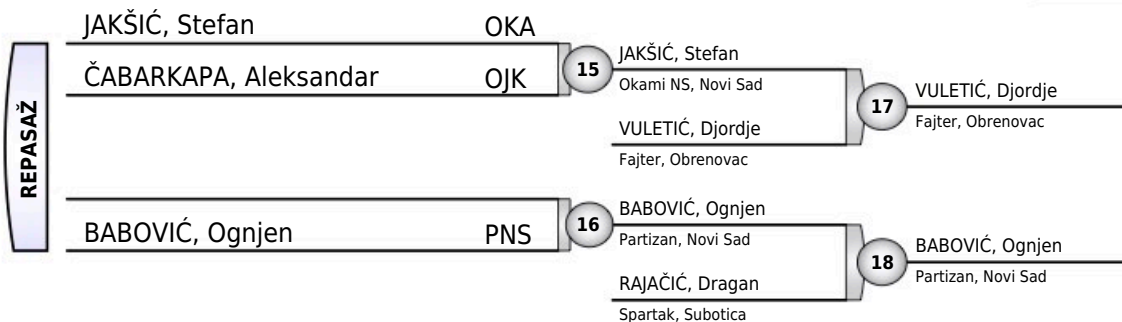 JAKŠIĆ, Stefan OKA
ČABARKAPA, Aleksandar OJK
15
JAKŠIĆ, Stefan
Okami NS, Novi Sad
VULETIĆ, Djordje
Fajter, Obrenovac
17
VULETIĆ, Djordje
Fajter, Obrenovac
REPASAŽ
BABOVIĆ, Ognjen PNS
16
BABOVIĆ, Ognjen
Partizan, Novi Sad
RAJAČIĆ, Dragan
Spartak, Subotica
18
BABOVIĆ, Ognjen
Partizan, Novi Sad